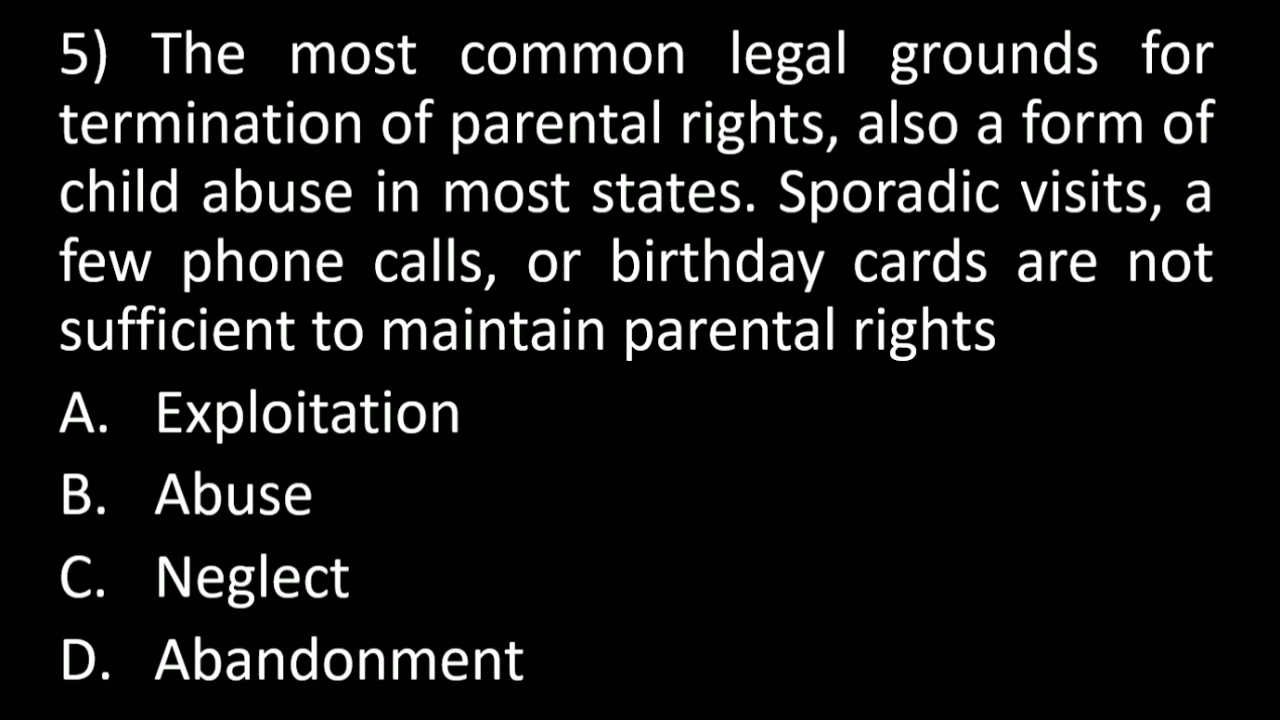 5) The most common legal grounds for
termination of parental rights, also a form of
child abuse in most states. Sporadic visits, a
few phone calls, or birthday cards are not
sufficient to maintain parental rights
A. Exploitation
B. Abuse
C. Neglect
D. Abandonment